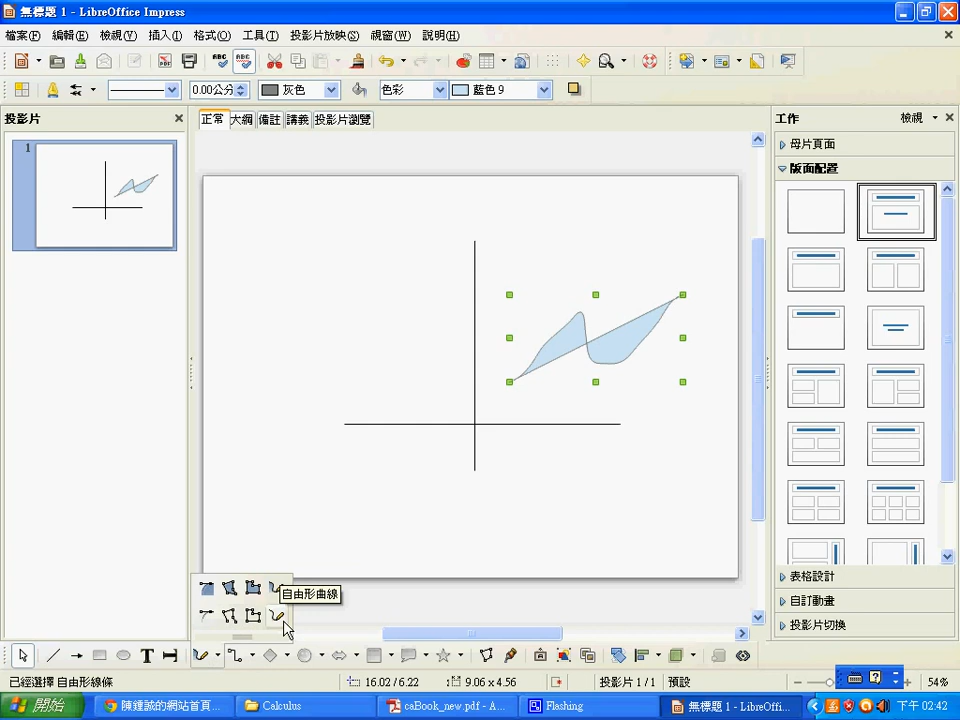 無標題 1 - LibreOffice Impress
檔案(F) 編輯(E) 檢視(V) 插入(I) 格式(O) 工具(T) 投影片放映(S) 視窗(W) 說明(H)
0.00公分 灰色 色彩 藍色 9
投影片
正常 大綱 備註 講義 投影片瀏覽
工作 檢視
1
母片頁面
版面配置
表格設計
自訂動畫
投影片切換
自由形曲線
已經選擇 自由形線條 16.02 / 6.22 9.06 x 4.56 投影片 1 / 1 預設 54%
開始 陳鍾誠的網站首頁... Calculus caBook_new.pdf - A... Flashing 無標題 1 - LibreOff... 下午 02:42